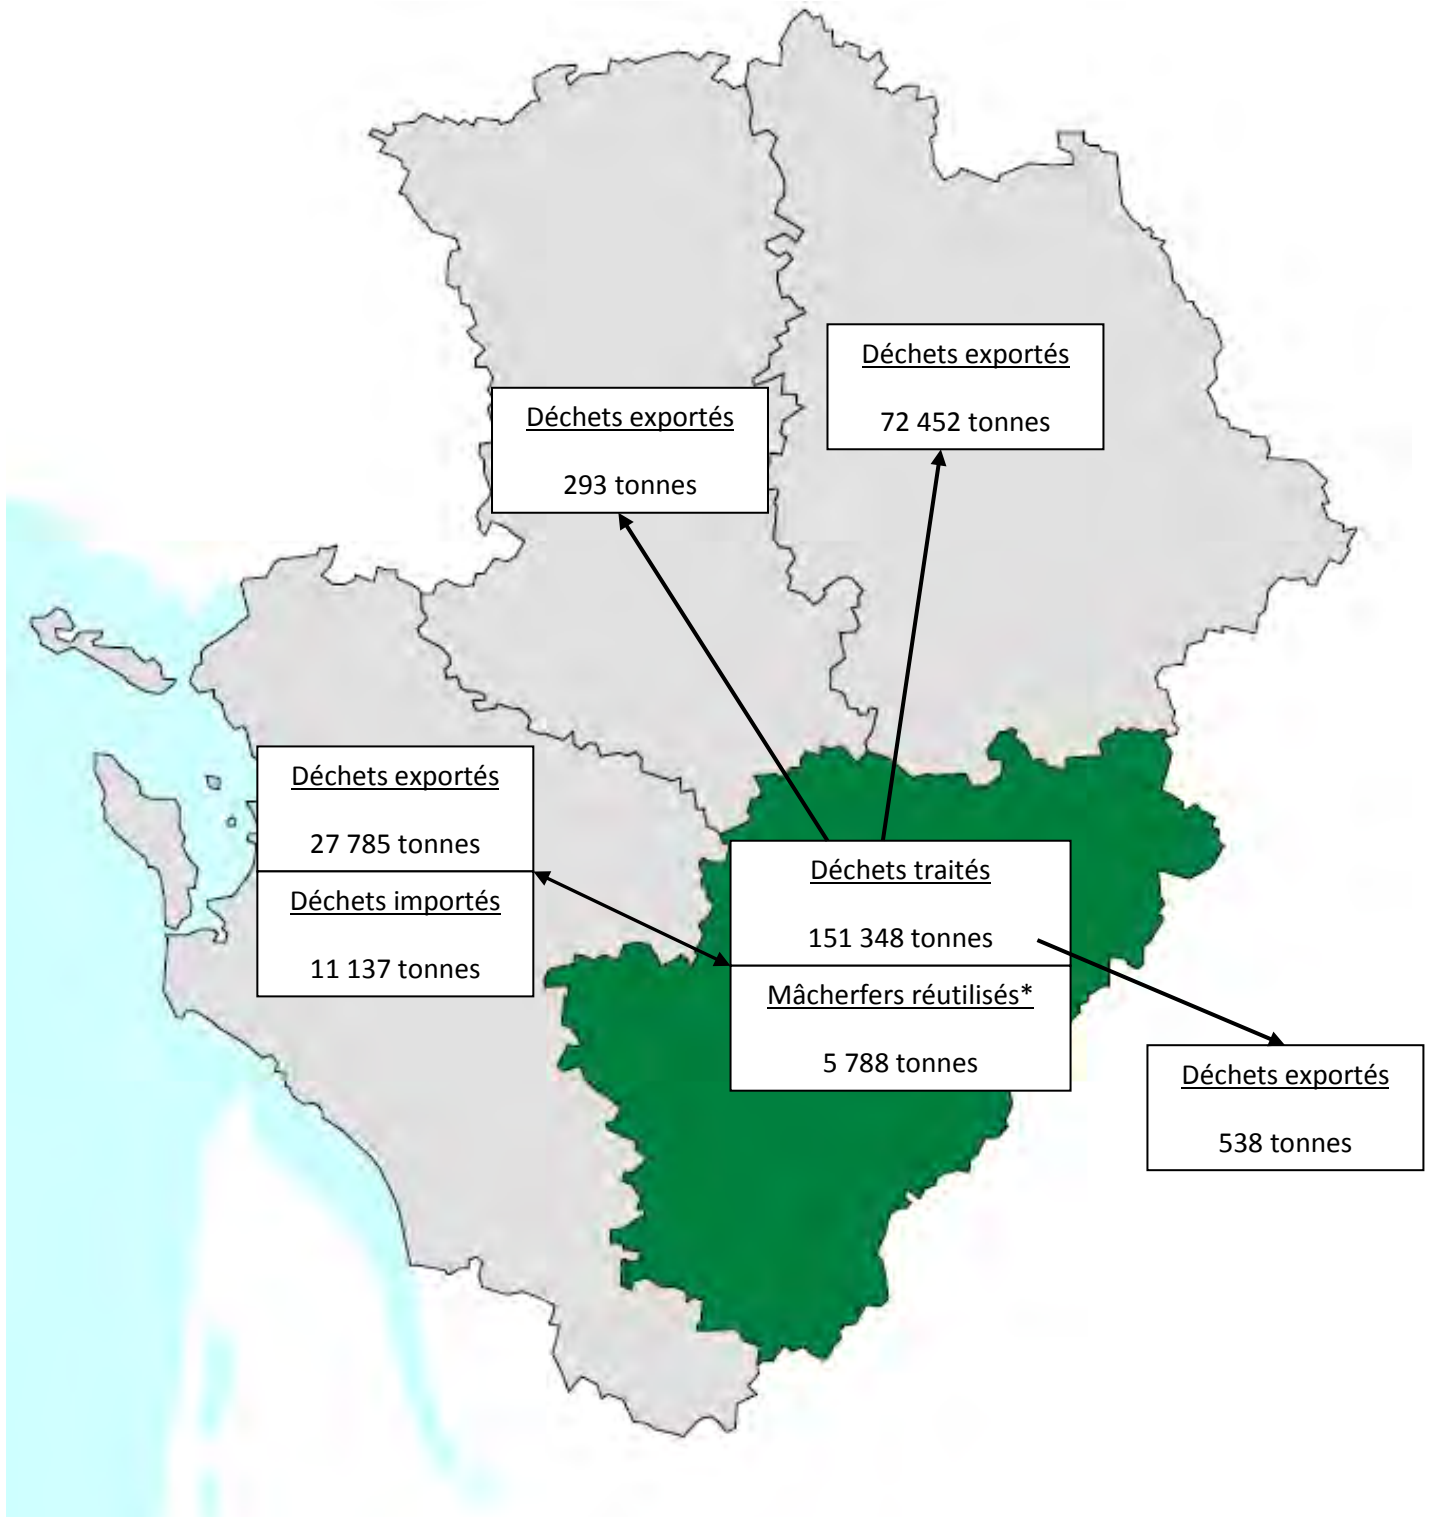 Déchets exportés
72 452 tonnes
Déchets exportés
293 tonnes
Déchets exportés
27 785 tonnes
Déchets importés
11 137 tonnes
Déchets traités
151 348 tonnes
Mâcherfers réutilisés*
5 788 tonnes
Déchets exportés
538 tonnes